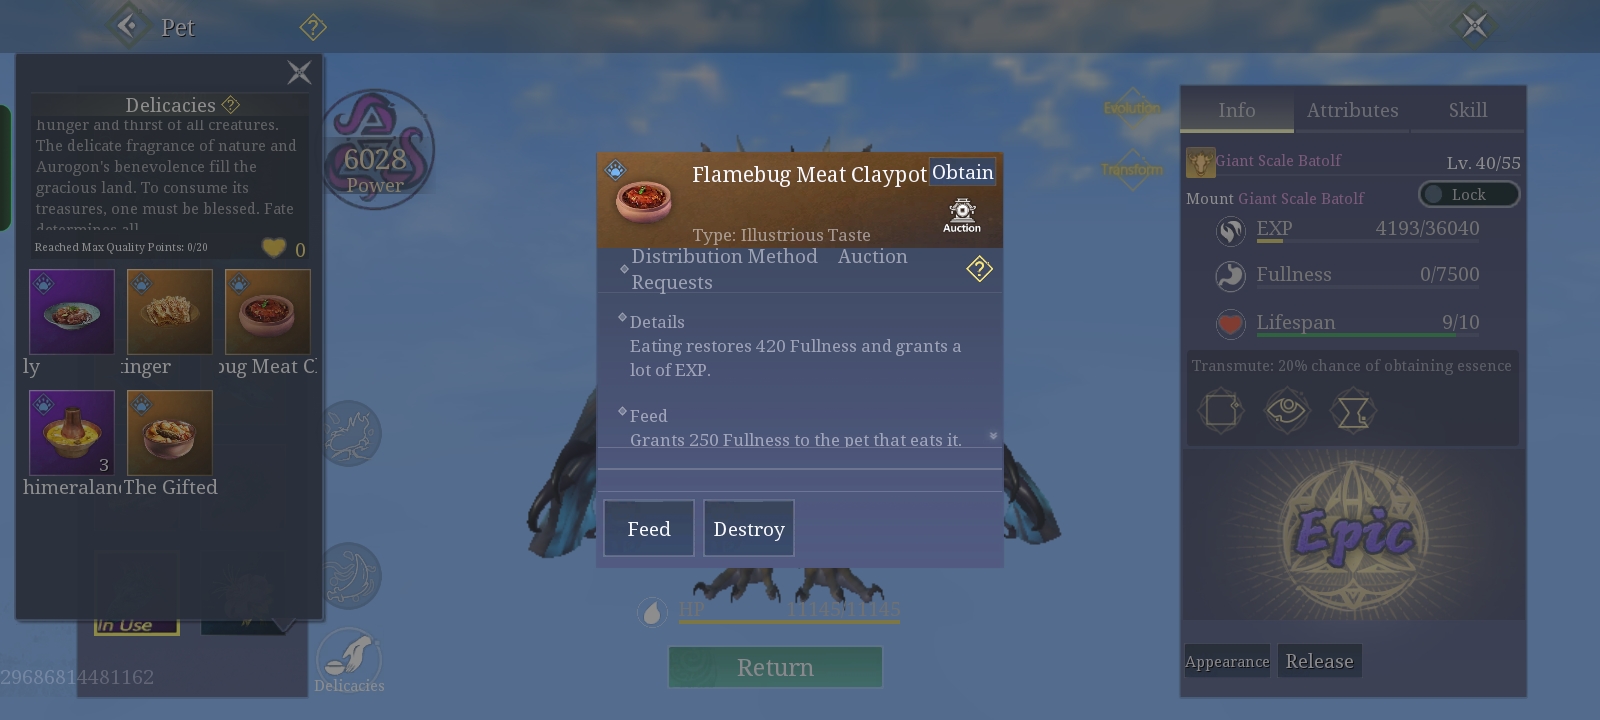 Pet
Delicacies
hunger and thirst of all creatures.
The delicate fragrance of nature and
Aurogon's benevolence fill the
gracious land. To consume its
treasures, one must be blessed. Fate
determines all
Reached Max Quality Points: 0/20
0
ly
inger
bug Meat C
3
himeralan
The Gifted
In Use
29686814481162
6028
Power
Delicacies
Flamebug Meat Claypot
Obtain
Auction
Type: Illustrious Taste
Distribution Method Auction
Requests
Details
Eating restores 420 Fullness and grants a
lot of EXP.
Feed
Grants 250 Fullness to the pet that eats it.
Feed
Destroy
HP 11145/11145
Return
Evolution
Transform
Info
Attributes
Skill
Giant Scale Batolf
Lv. 40/55
Mount Giant Scale Batolf
Lock
EXP 4193/36040
Fullness 0/7500
Lifespan 9/10
Transmute: 20% chance of obtaining essence
Epic
Appearance
Release